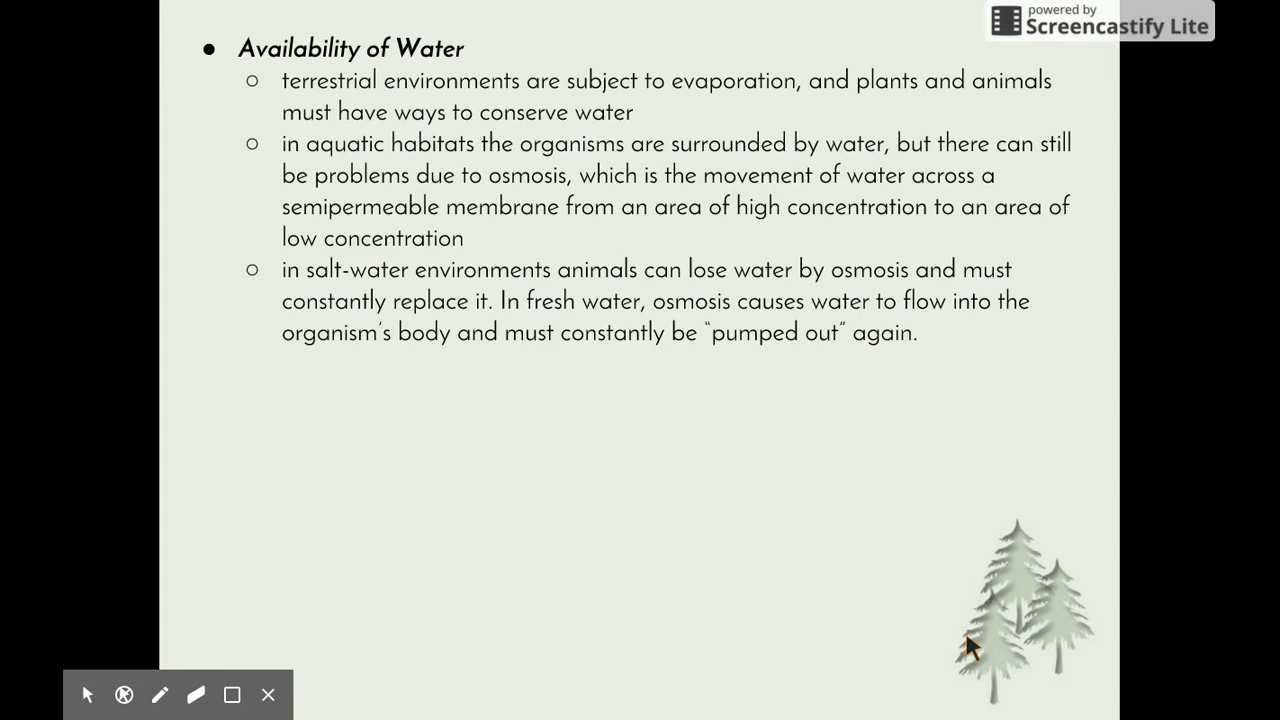 powered by
Screencastify Lite
● Availability of Water
○ terrestrial environments are subject to evaporation, and plants and animals
must have ways to conserve water
○ in aquatic habitats the organisms are surrounded by water, but there can still
be problems due to osmosis, which is the movement of water across a
semipermeable membrane from an area of high concentration to an area of
low concentration
○ in salt-water environments animals can lose water by osmosis and must
constantly replace it. In fresh water, osmosis causes water to flow into the
organism's body and must constantly be “pumped out” again.